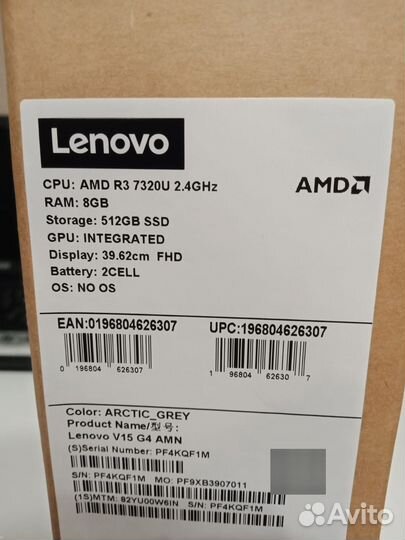 Lenovo
CPU: AMD R3 7320U 2.4GHz
AMD
RAM: 8GB
Storage: 512GB SSD
GPU: INTEGRATED
Display: 39.62cm FHD
Battery: 2CELL
OS: NO OS
EAN:0196804626307 UPC:196804626307
0 196804 626307 1 96804 62630 7
Color: ARCTIC_GREY
Product Name/型号:
Lenovo V15 G4 AMN
(S)Serial Number: PF4KQF1M
S/N: PF4KQF1M MO: PF9XB3907011
(1S)MTM: 82YU00W6IN S/N: PF4KQF1M
Avito